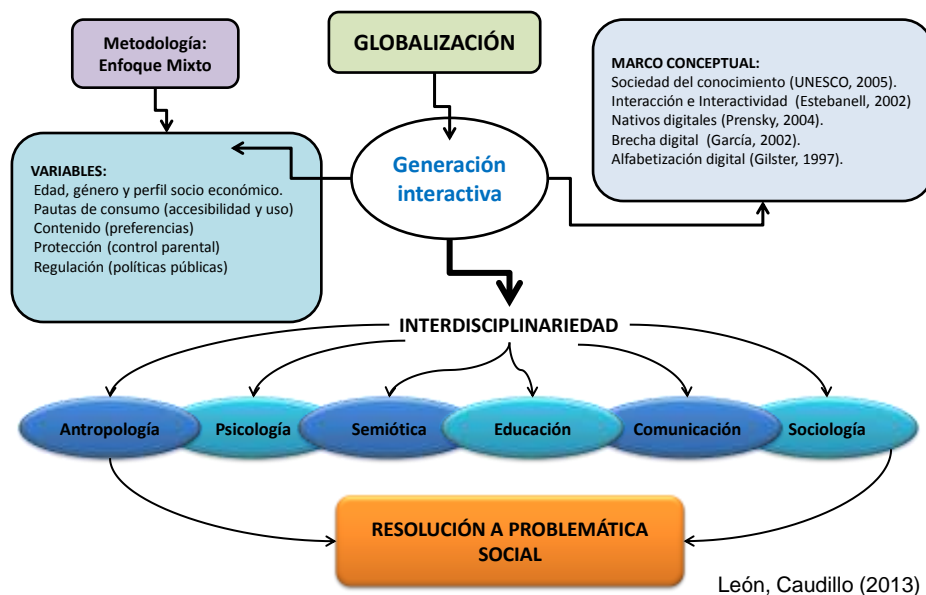 Metodología:
Enfoque Mixto
GLOBALIZACIÓN
MARCO CONCEPTUAL:
Sociedad del conocimiento (UNESCO, 2005).
Interacción e Interactividad (Estebanell, 2002)
Nativos digitales (Prensky, 2004).
Brecha digital (García, 2002).
Alfabetización digital (Gilster, 1997).
VARIABLES:
Edad, género y perfil socio económico.
Pautas de consumo (accesibilidad y uso)
Contenido (preferencias)
Protección (control parental)
Regulación (políticas públicas)
Generación
interactiva
INTERDISCIPLINARIEDAD
Antropología
Psicología
Semiótica
Educación
Comunicación
Sociología
RESOLUCIÓN A PROBLEMÁTICA
SOCIAL
León, Caudillo (2013)